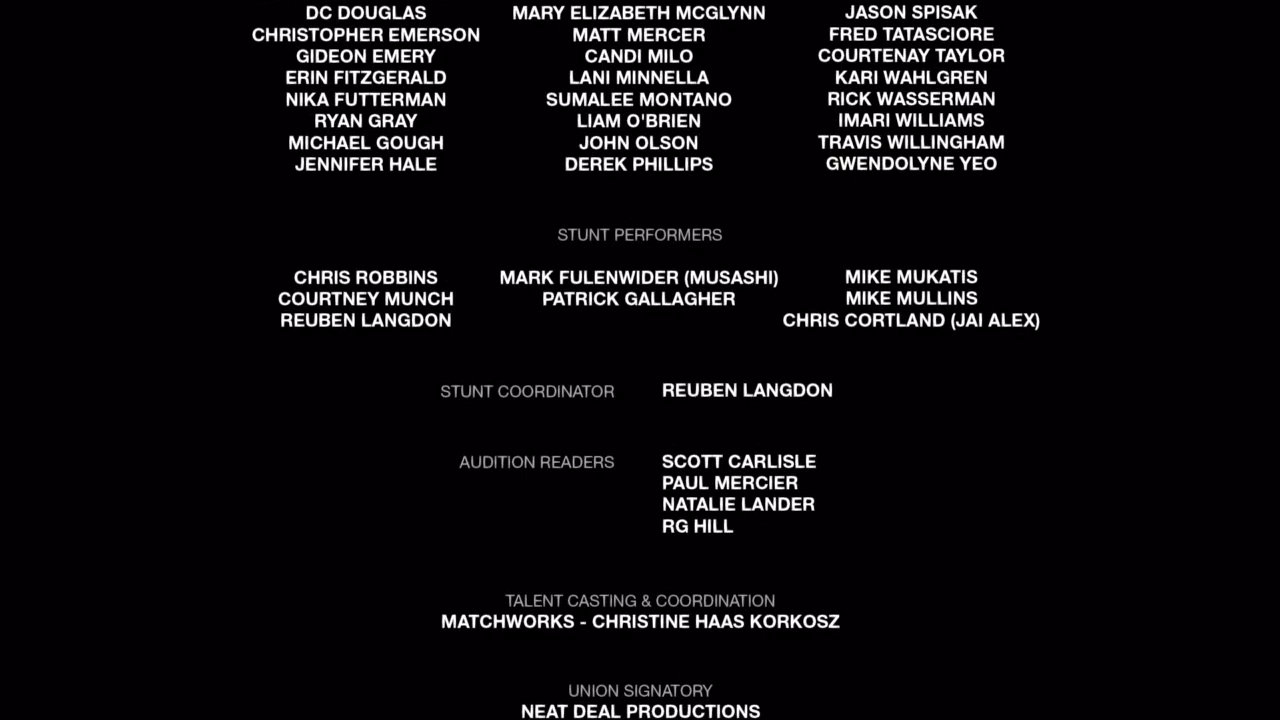 DC DOUGLAS MARY ELIZABETH MCGLYNN JASON SPISAK
CHRISTOPHER EMERSON MATT MERCER FRED TATASCIORE
GIDEON EMERY CANDI MILO COURTENAY TAYLOR
ERIN FITZGERALD LANI MINNELLA KARI WAHLGREN
NIKA FUTTERMAN SUMALEE MONTANO RICK WASSERMAN
RYAN GRAY LIAM O'BRIEN IMARI WILLIAMS
MICHAEL GOUGH JOHN OLSON TRAVIS WILLINGHAM
JENNIFER HALE DEREK PHILLIPS GWENDOLYNE YEO
STUNT PERFORMERS
CHRIS ROBBINS MARK FULENWIDER (MUSASHI) MIKE MUKATIS
COURTNEY MUNCH PATRICK GALLAGHER MIKE MULLINS
REUBEN LANGDON CHRIS CORTLAND (JAI ALEX)
STUNT COORDINATOR REUBEN LANGDON
AUDITION READERS SCOTT CARLISLE
PAUL MERCIER
NATALIE LANDER
RG HILL
TALENT CASTING & COORDINATION
MATCHWORKS - CHRISTINE HAAS KORKOSZ
UNION SIGNATORY
NEAT DEAL PRODUCTIONS